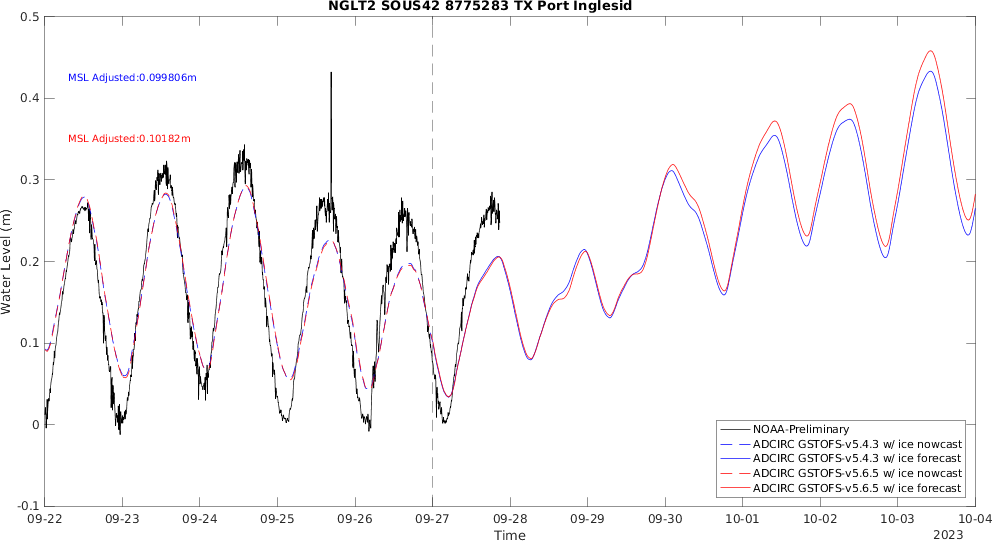 NGLT2 SOUS42 8775283 TX Port Inglesid
0.5
0.4
0.3
0.2
0.1
0
-0.1
Water Level (m)
MSL Adjusted:0.099806m
MSL Adjusted:0.10182m
NOAA-Preliminary
ADCIRC GSTOFS-v5.4.3 w/ ice nowcast
ADCIRC GSTOFS-v5.4.3 w/ ice forecast
ADCIRC GSTOFS-v5.6.5 w/ ice nowcast
ADCIRC GSTOFS-v5.6.5 w/ ice forecast
09-22 09-23 09-24 09-25 09-26 09-27 09-28 09-29 09-30 10-01 10-02 10-03 10-04
Time
2023